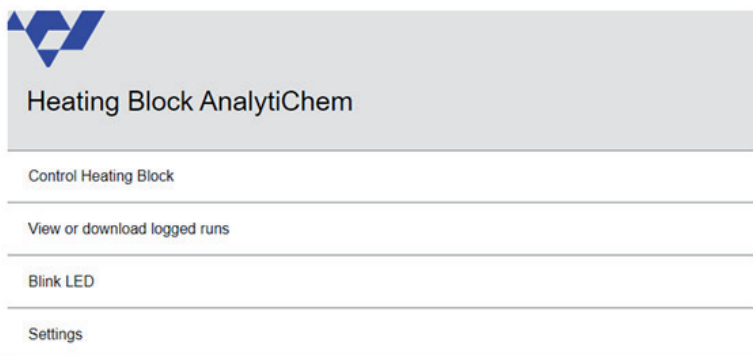 Heating Block AnalytiChem
Control Heating Block
View or download logged runs
Blink LED
Settings